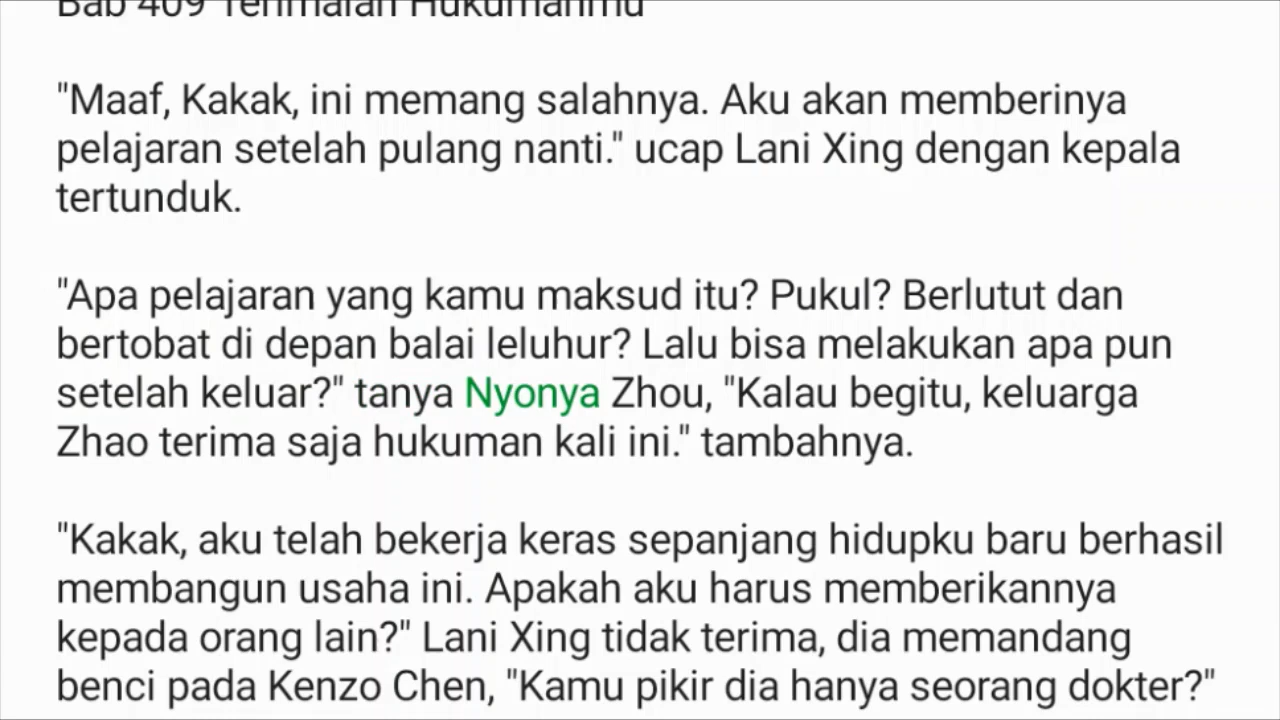 Bab 409 Terimalah Hukumanmu
"Maaf, Kakak, ini memang salahnya. Aku akan memberinya
pelajaran setelah pulang nanti." ucap Lani Xing dengan kepala
tertunduk.
"Apa pelajaran yang kamu maksud itu? Pukul? Berlutut dan
bertobat di depan balai leluhur? Lalu bisa melakukan apa pun
setelah keluar?" tanya Nyonya Zhou, "Kalau begitu, keluarga
Zhao terima saja hukuman kali ini." tambahnya.
"Kakak, aku telah bekerja keras sepanjang hidupku baru berhasil
membangun usaha ini. Apakah aku harus memberikannya
kepada orang lain?" Lani Xing tidak terima, dia memandang
benci pada Kenzo Chen, "Kamu pikir dia hanya seorang dokter?"